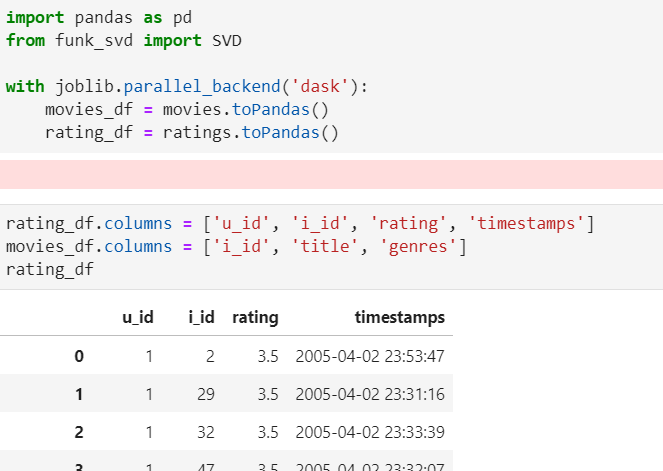 import pandas as pd
from funk_svd import SVD
with joblib.parallel_backend('dask'):
movies_df = movies.toPandas()
rating_df = ratings.toPandas()
rating_df.columns = ['u_id', 'i_id', 'rating', 'timestamps']
movies_df.columns = ['i_id', 'title', 'genres']
rating_df
u_id i_id rating timestamps
0 1 2 3.5 2005-04-02 23:53:47
1 1 29 3.5 2005-04-02 23:31:16
2 1 32 3.5 2005-04-02 23:33:39
3 1 47 3.5 2005-04-02 23:32:07